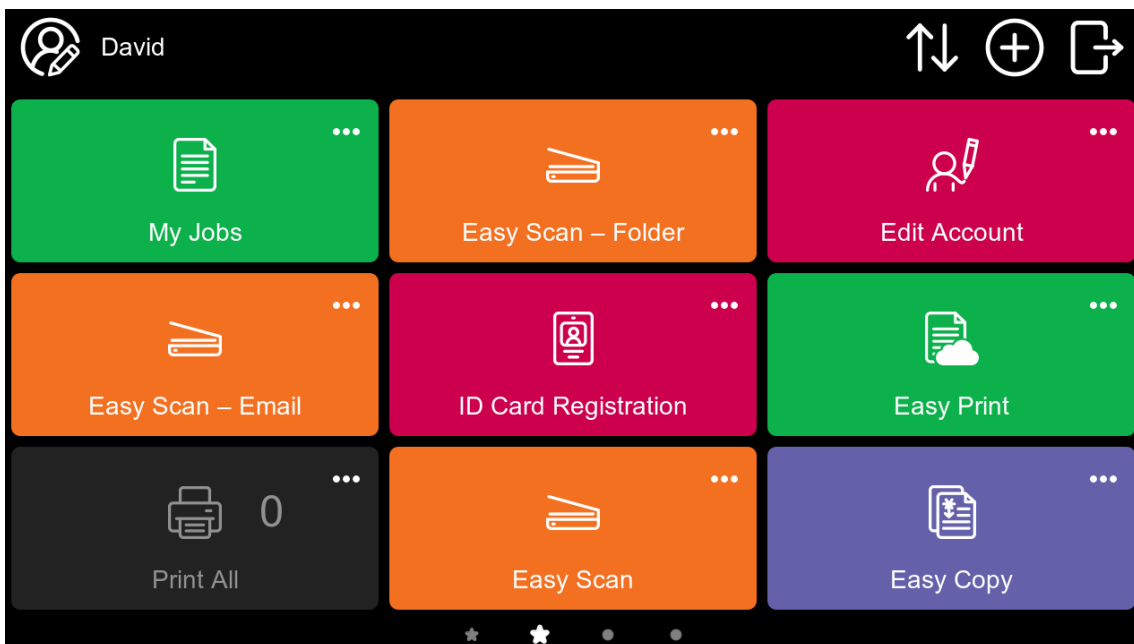 David
My Jobs
Easy Scan – Folder
Edit Account
Easy Scan – Email
ID Card Registration
Easy Print
0
Print All
Easy Scan
Easy Copy